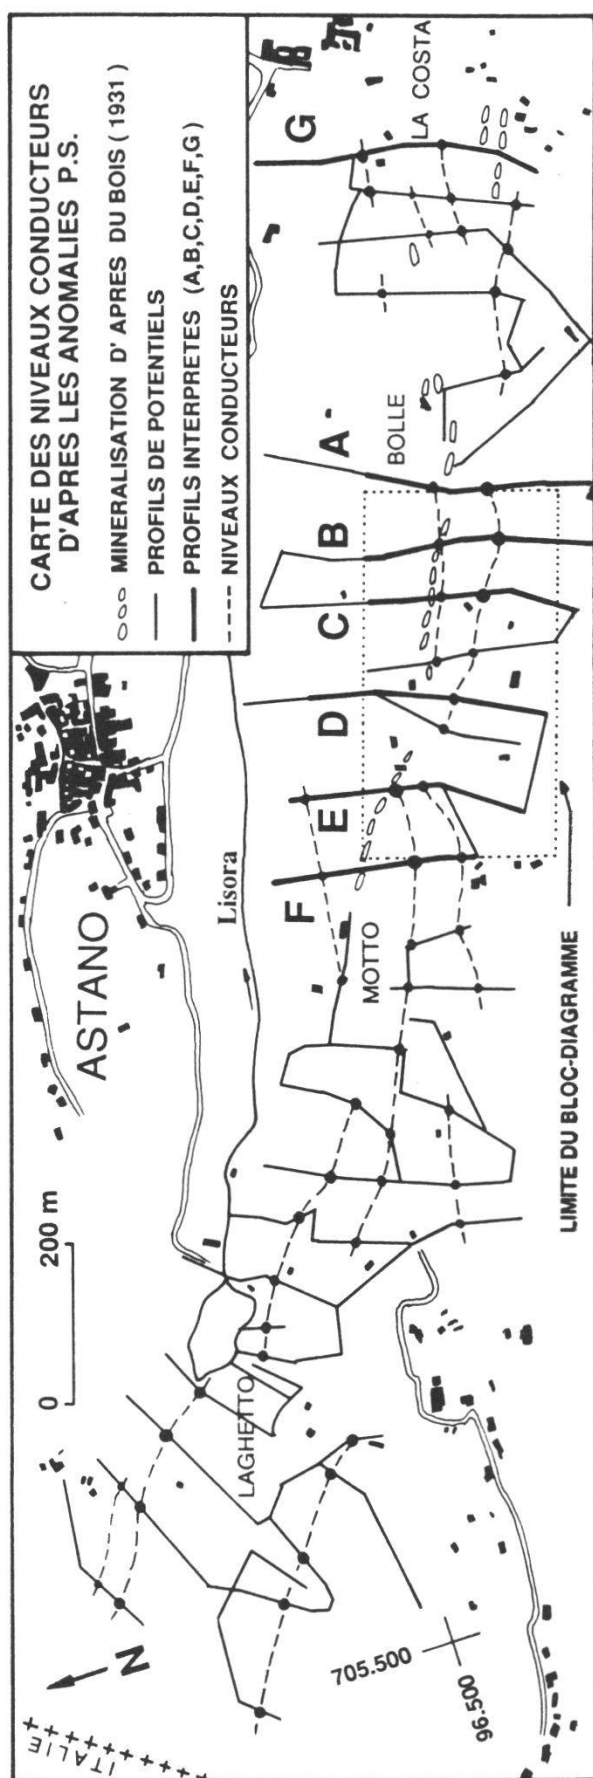 CARTE DES NIVEAUX CONDUCTEURS
D'APRES LES ANOMALIES P.S.
MINERALISATION D'APRES DU BOIS (1931)
PROFILS DE POTENTIELS
PROFILS INTERPRETES (A,B,C,D,E,F,G)
NIVEAUX CONDUCTEURS
ITALIE
N
0 200 m
ASTANO
Lisora
LAGHETTO
MOTTO
BOLLE
LA COSTA
F
E
D
C
B
A
G
705.500
96.500
LIMITE DU BLOC-DIAGRAMME